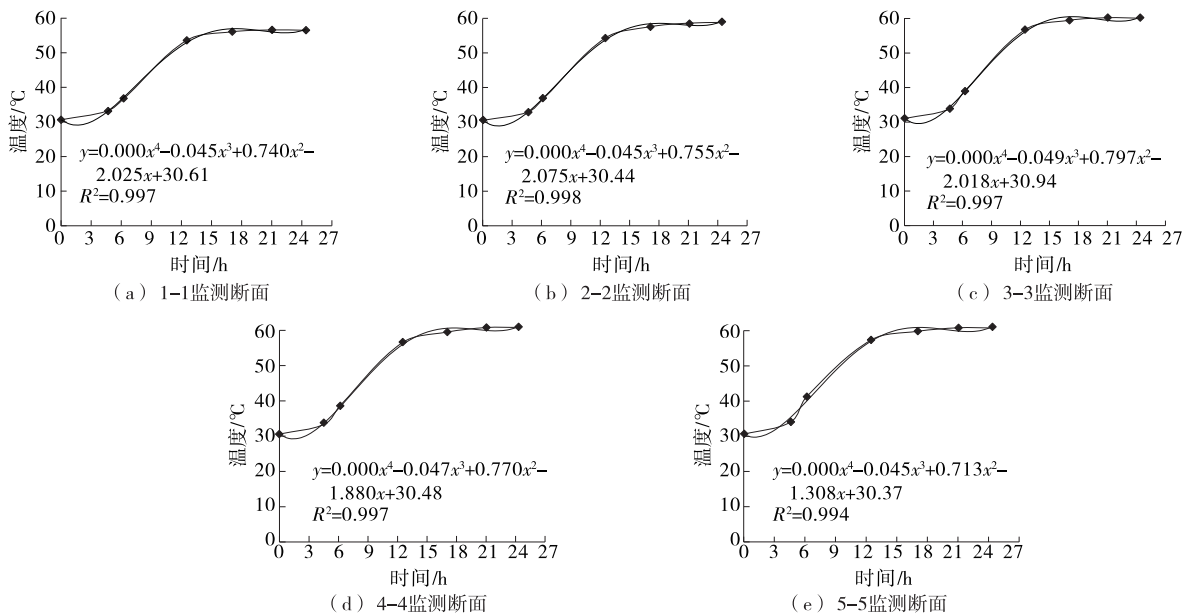 60
50
40
30
20
10
0
温度/℃
y=0.000x⁴−0.045x³+0.740x²−
2.025x+30.61
R²=0.997
0 3 6 9 12 15 18 21 24 27
时间/h
(a) 1−1监测断面
60
50
40
30
20
10
0
温度/℃
y=0.000x⁴−0.045x³+0.755x²−
2.075x+30.44
R²=0.998
0 3 6 9 12 15 18 21 24 27
时间/h
(b) 2−2监测断面
60
50
40
30
20
10
0
温度/℃
y=0.000x⁴−0.049x³+0.797x²−
2.018x+30.94
R²=0.997
0 3 6 9 12 15 18 21 24 27
时间/h
(c) 3−3监测断面
60
50
40
30
20
10
0
温度/℃
y=0.000x⁴−0.047x³+0.770x²−
1.880x+30.48
R²=0.997
0 3 6 9 12 15 18 21 24 27
时间/h
(d) 4−4监测断面
60
50
40
30
20
10
0
温度/℃
y=0.000x⁴−0.045x³+0.713x²−
1.308x+30.37
R²=0.994
0 3 6 9 12 15 18 21 24 27
时间/h
(e) 5−5监测断面